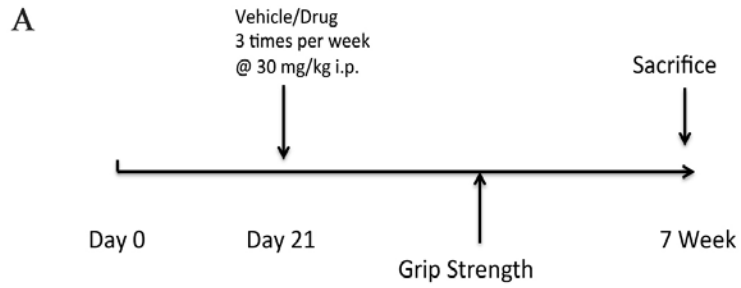 A
Vehicle/Drug
3 times per week
@ 30 mg/kg i.p.
Sacrifice
Day 0
Day 21
7 Week
Grip Strength